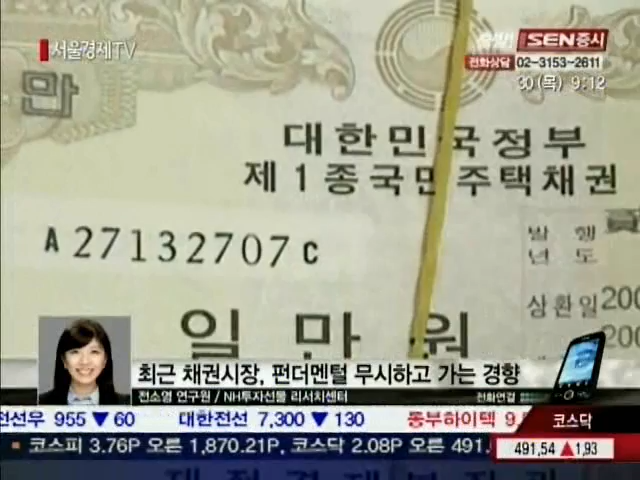 서울경제TV
SEN증시
전화상담 02-3153-2611
30(목) 9:12
만
대한민국정부
제1종국민주택채권
A27132707C
발행
년도
상환일 200
200
일만원
최근 채권시장, 펀더멘털 무시하고 가는 경향
전소영 연구원 / NH투자선물 리서치센터
전화연결
전선우 955 ▼60 대한전선 7,300 ▼130 동부하이텍 9,
코스닥
코스피 3.76P 오른 1,870.21P, 코스닥 2.08P 오른 491.
491.54 ▲1.93